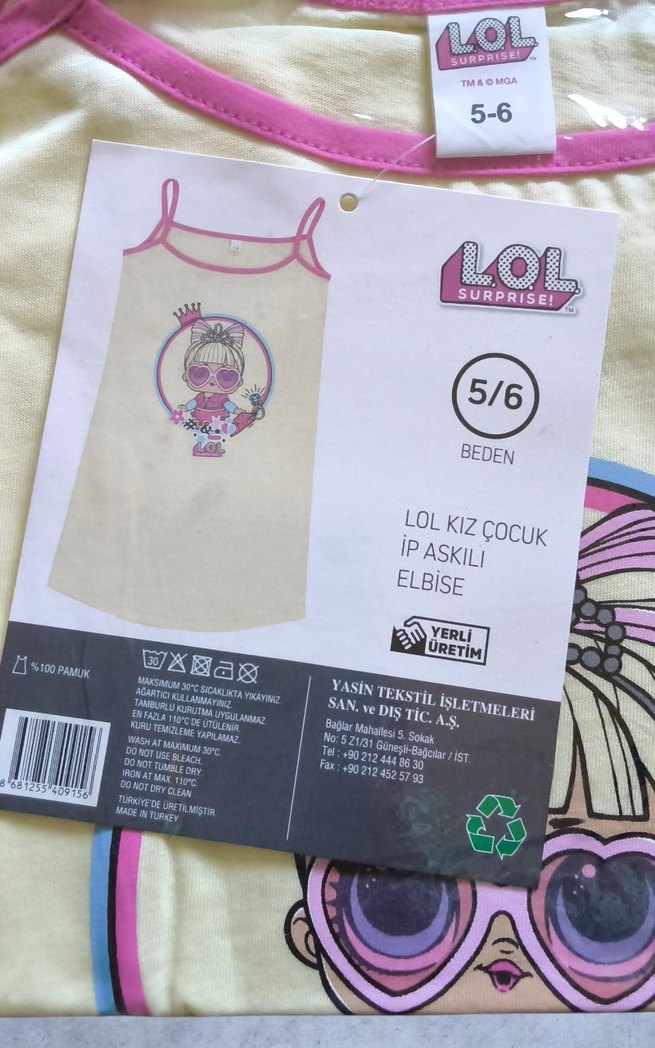 L.O.L.
SURPRISE!
TM & © MGA
5-6
L.O.L.
SURPRISE!
TM
5/6
BEDEN
LOL KIZ ÇOCUK
İP ASKILI
ELBİSE
YERLİ
ÜRETİM
%100 PAMUK
30
MAKSIMUM 30°C SICAKLIKTA YIKAYINIZ.
AĞARTICI KULLANMAYINIZ.
TAMBURLU KURUTMA UYGULANMAZ
EN FAZLA 110°C DE ÜTÜLENİR.
KURU TEMİZLEME YAPILAMAZ.
WASH AT MAXIMUM 30°C.
DO NOT USE BLEACH.
DO NOT TUMBLE DRY.
IRON AT MAX. 110°C.
DO NOT DRY CLEAN
TÜRKİYE'DE ÜRETİLMİŞTİR.
MADE IN TURKEY
YASİN TEKSTİL İŞLETMELERİ
SAN. ve DIŞ TİC. A.Ş.
Bağlar Mahallesi 5. Sokak
No: 5 Z1/31 Güneşli-Bağcılar / İST.
Tel : +90 212 444 86 30
Fax : +90 212 452 57 93
8 681255 409156
L.O.L.